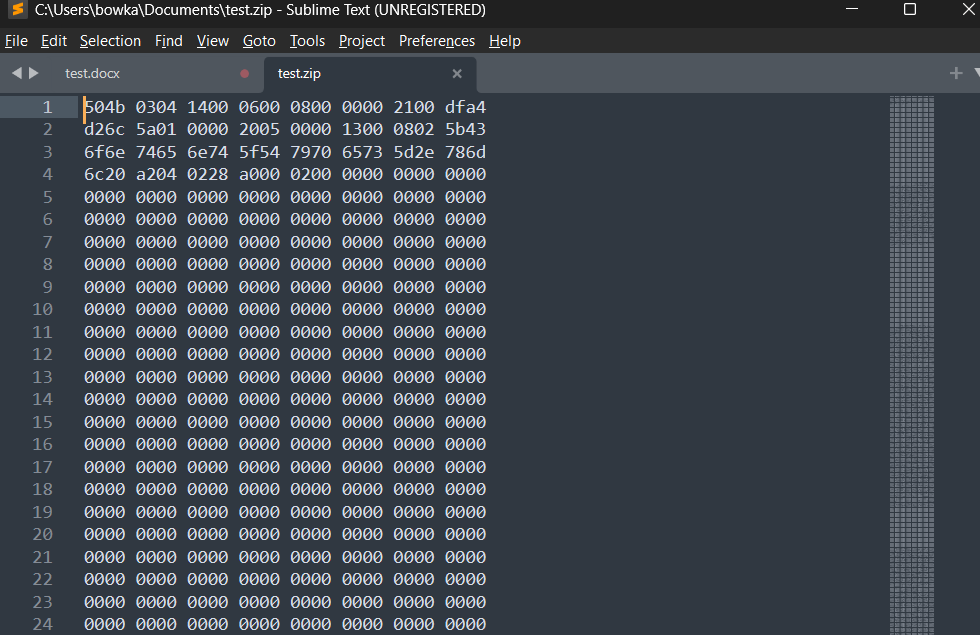 C:\Users\bowka\Documents\test.zip - Sublime Text (UNREGISTERED)
File Edit Selection Find View Goto Tools Project Preferences Help
test.docx test.zip
1 504b 0304 1400 0600 0800 0000 2100 dfa4
2 d26c 5a01 0000 2005 0000 1300 0802 5b43
3 6f6e 7465 6e74 5f54 7970 6573 5d2e 786d
4 6c20 a204 0228 a000 0200 0000 0000 0000
5 0000 0000 0000 0000 0000 0000 0000 0000
6 0000 0000 0000 0000 0000 0000 0000 0000
7 0000 0000 0000 0000 0000 0000 0000 0000
8 0000 0000 0000 0000 0000 0000 0000 0000
9 0000 0000 0000 0000 0000 0000 0000 0000
10 0000 0000 0000 0000 0000 0000 0000 0000
11 0000 0000 0000 0000 0000 0000 0000 0000
12 0000 0000 0000 0000 0000 0000 0000 0000
13 0000 0000 0000 0000 0000 0000 0000 0000
14 0000 0000 0000 0000 0000 0000 0000 0000
15 0000 0000 0000 0000 0000 0000 0000 0000
16 0000 0000 0000 0000 0000 0000 0000 0000
17 0000 0000 0000 0000 0000 0000 0000 0000
18 0000 0000 0000 0000 0000 0000 0000 0000
19 0000 0000 0000 0000 0000 0000 0000 0000
20 0000 0000 0000 0000 0000 0000 0000 0000
21 0000 0000 0000 0000 0000 0000 0000 0000
22 0000 0000 0000 0000 0000 0000 0000 0000
23 0000 0000 0000 0000 0000 0000 0000 0000
24 0000 0000 0000 0000 0000 0000 0000 0000